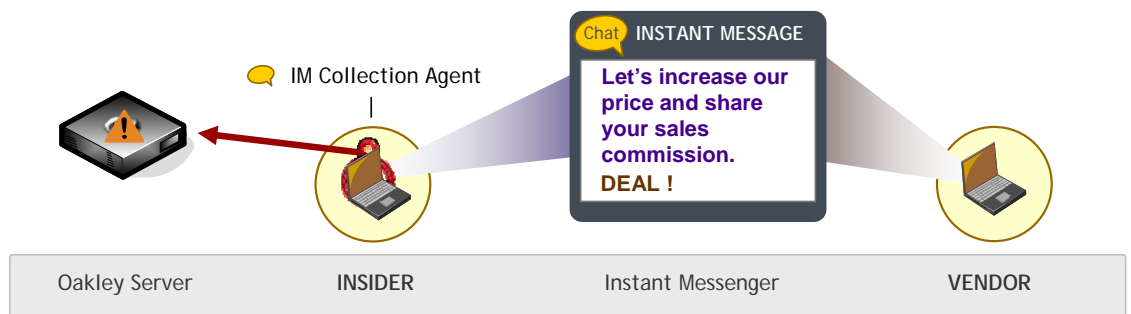 Chat INSTANT MESSAGE
IM Collection Agent
Let's increase our
price and share
your sales
commission.
DEAL !
Oakley Server INSIDER Instant Messenger VENDOR